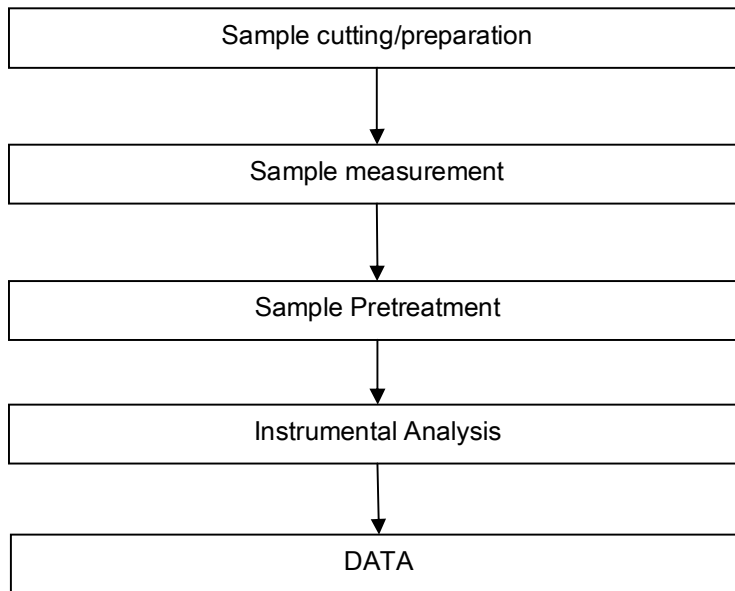 Sample cutting/preparation
Sample measurement
Sample Pretreatment
Instrumental Analysis
DATA